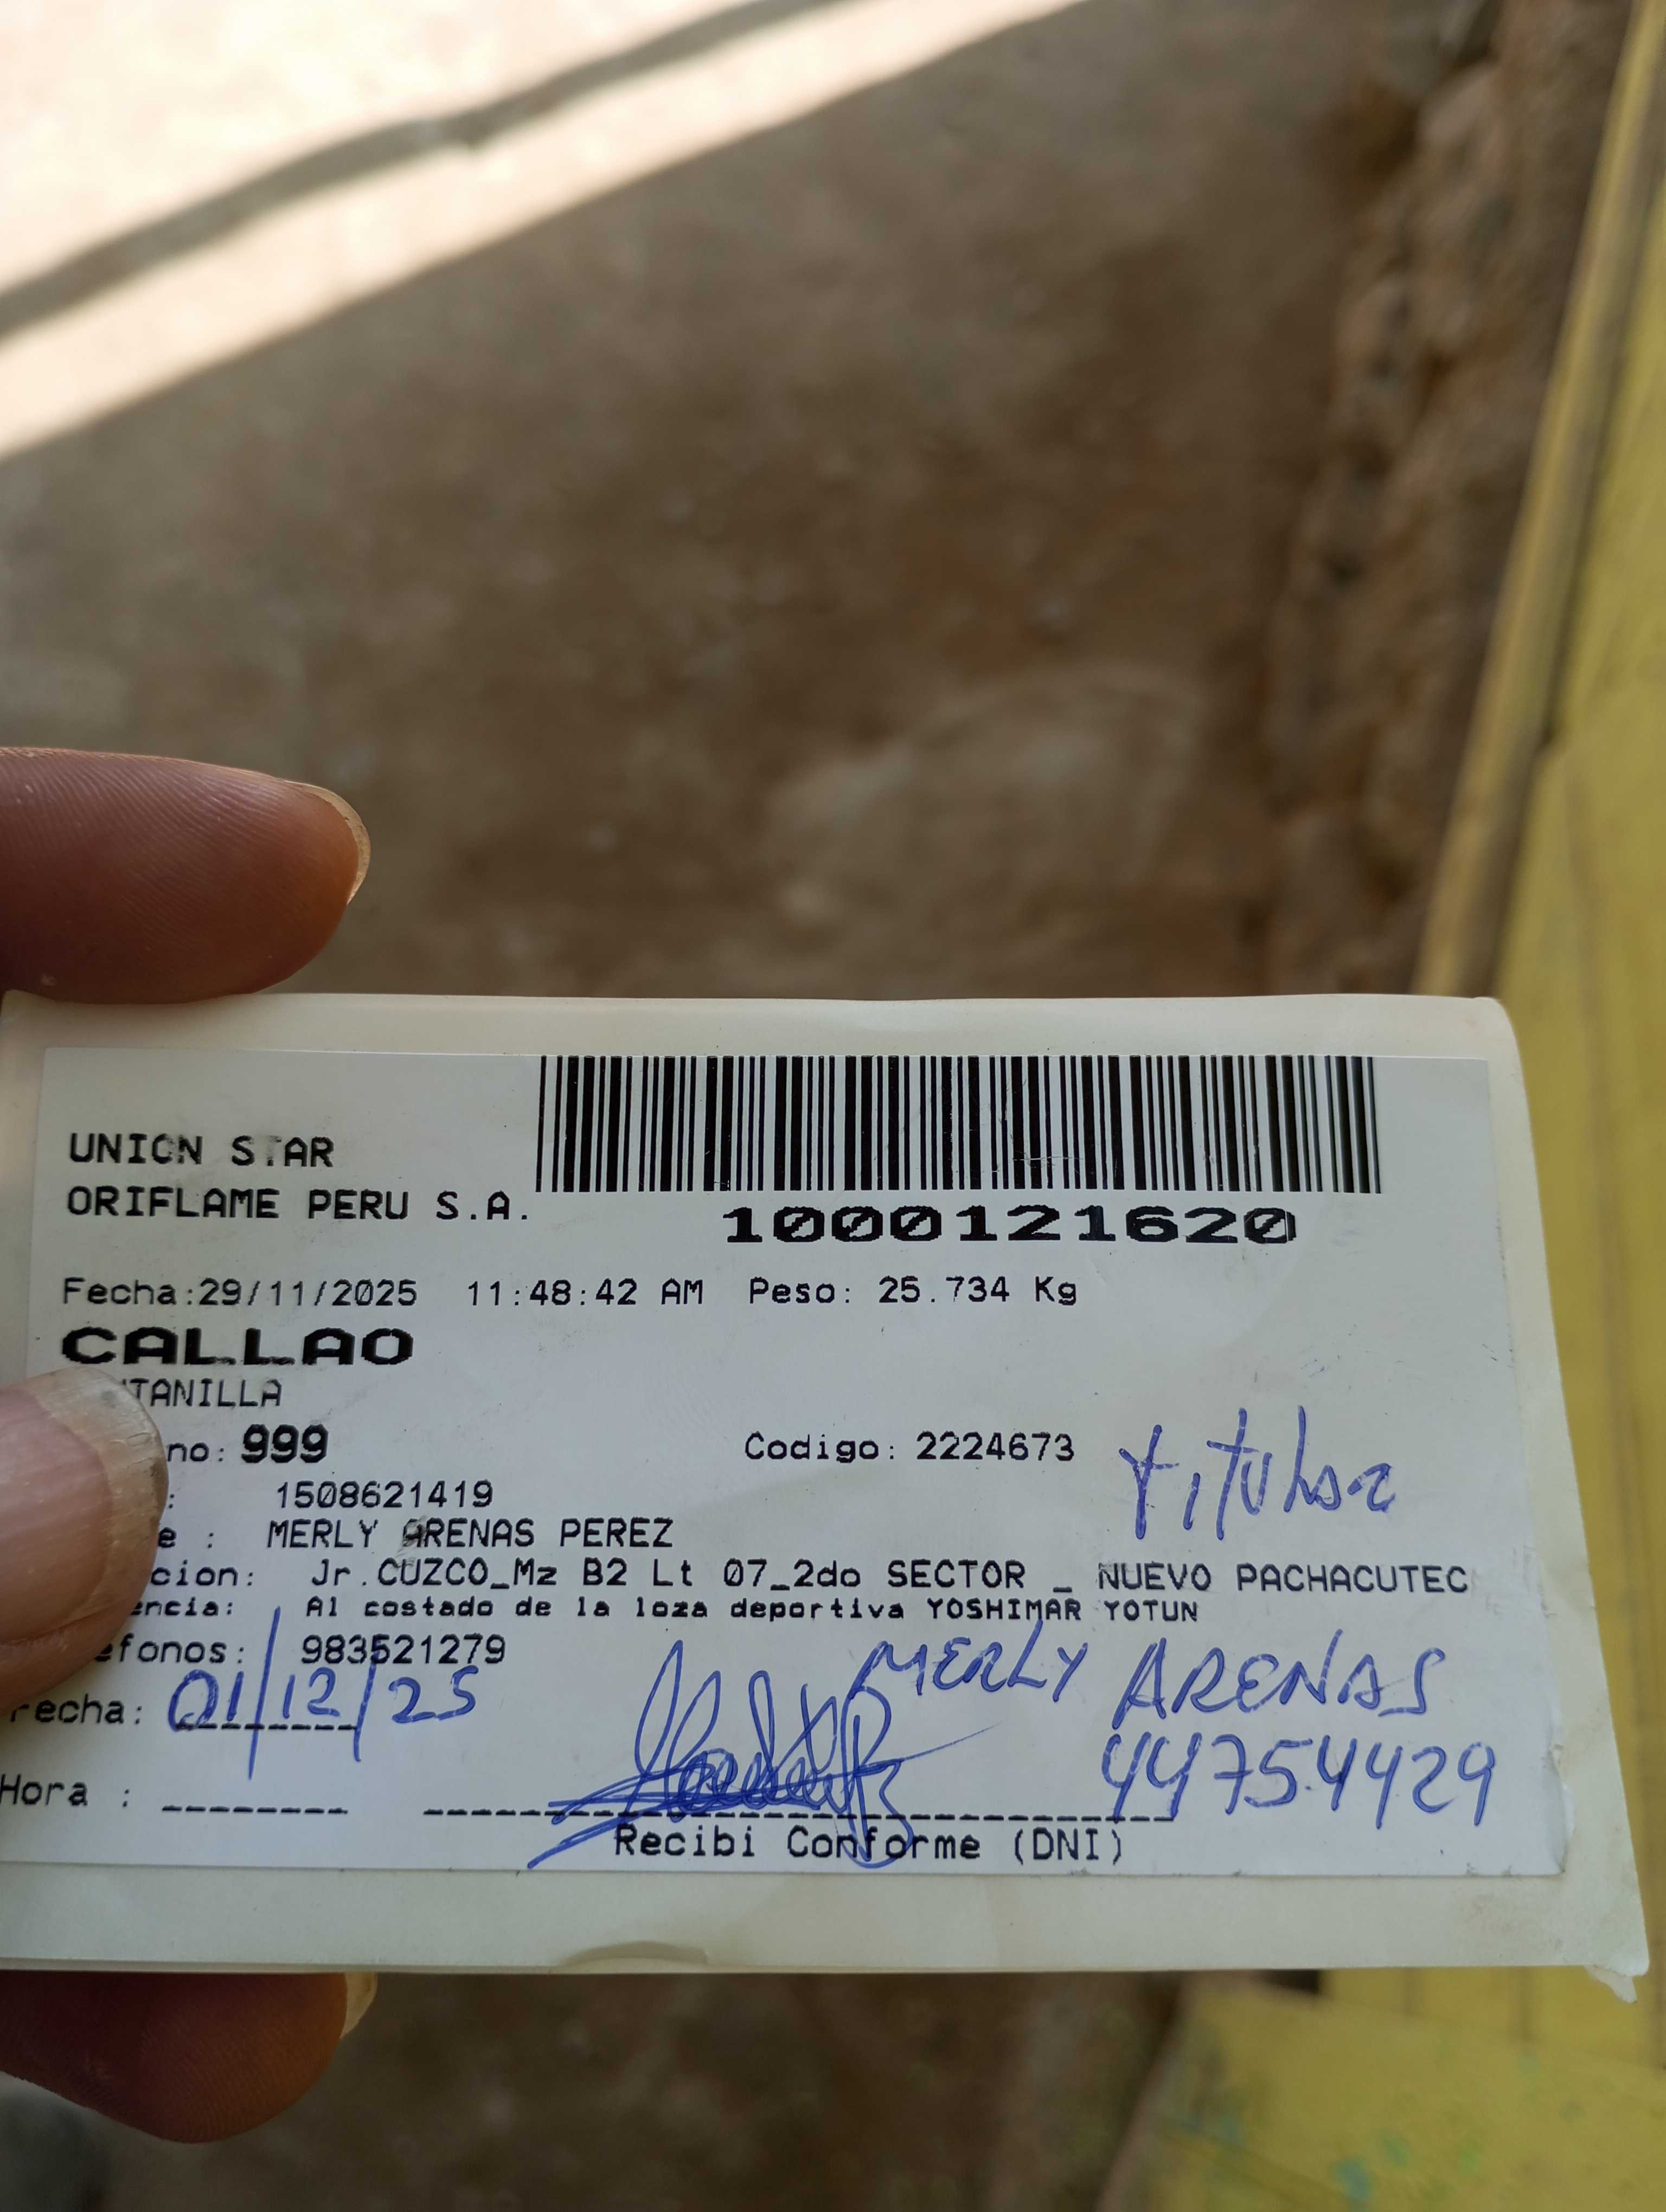 UNION STAR
ORIFLAME PERU S.A.
1000121620
Fecha:29/11/2025 11:48:42 AM Peso: 25.734 Kg
CALLAO
TANILLA
no: 999 Codigo: 2224673 titular
: 1508621419
e : MERLY ARENAS PEREZ
cion: Jr.CUZCO_Mz B2 Lt 07_2do SECTOR _ NUEVO PACHACUTEC
encia: Al costado de la loza deportiva YOSHIMAR YOTUN
efonos: 983521279
MERLY ARENAS
echa: 01/12/25
44754429
Hora :
Recibi Conforme (DNI)